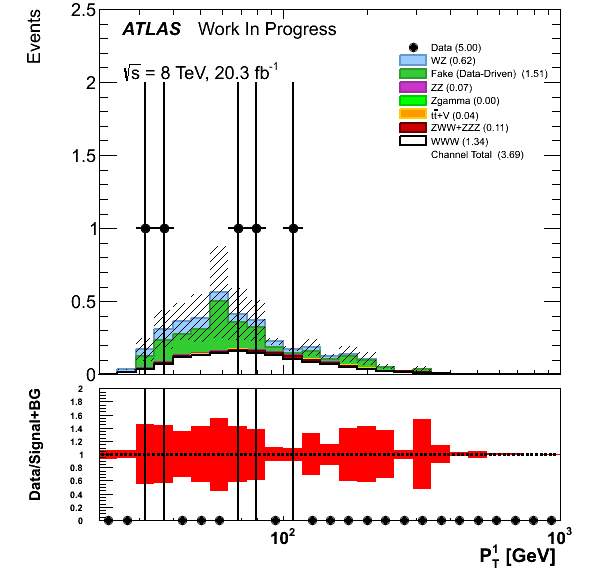 Events
2.5
2
1.5
1
0.5
0
ATLAS Work In Progress
√s = 8 TeV, 20.3 fb⁻¹
Data (5.00)
WZ (0.62)
Fake (Data-Driven) (1.51)
ZZ (0.07)
Zgamma (0.00)
tt̄+V (0.04)
ZWW+ZZZ (0.11)
WWW (1.34)
Channel Total (3.69)
Data/Signal+BG
2
1.8
1.6
1.4
1.2
1
0.8
0.6
0.4
0.2
0
10²
10³
P¹_T [GeV]